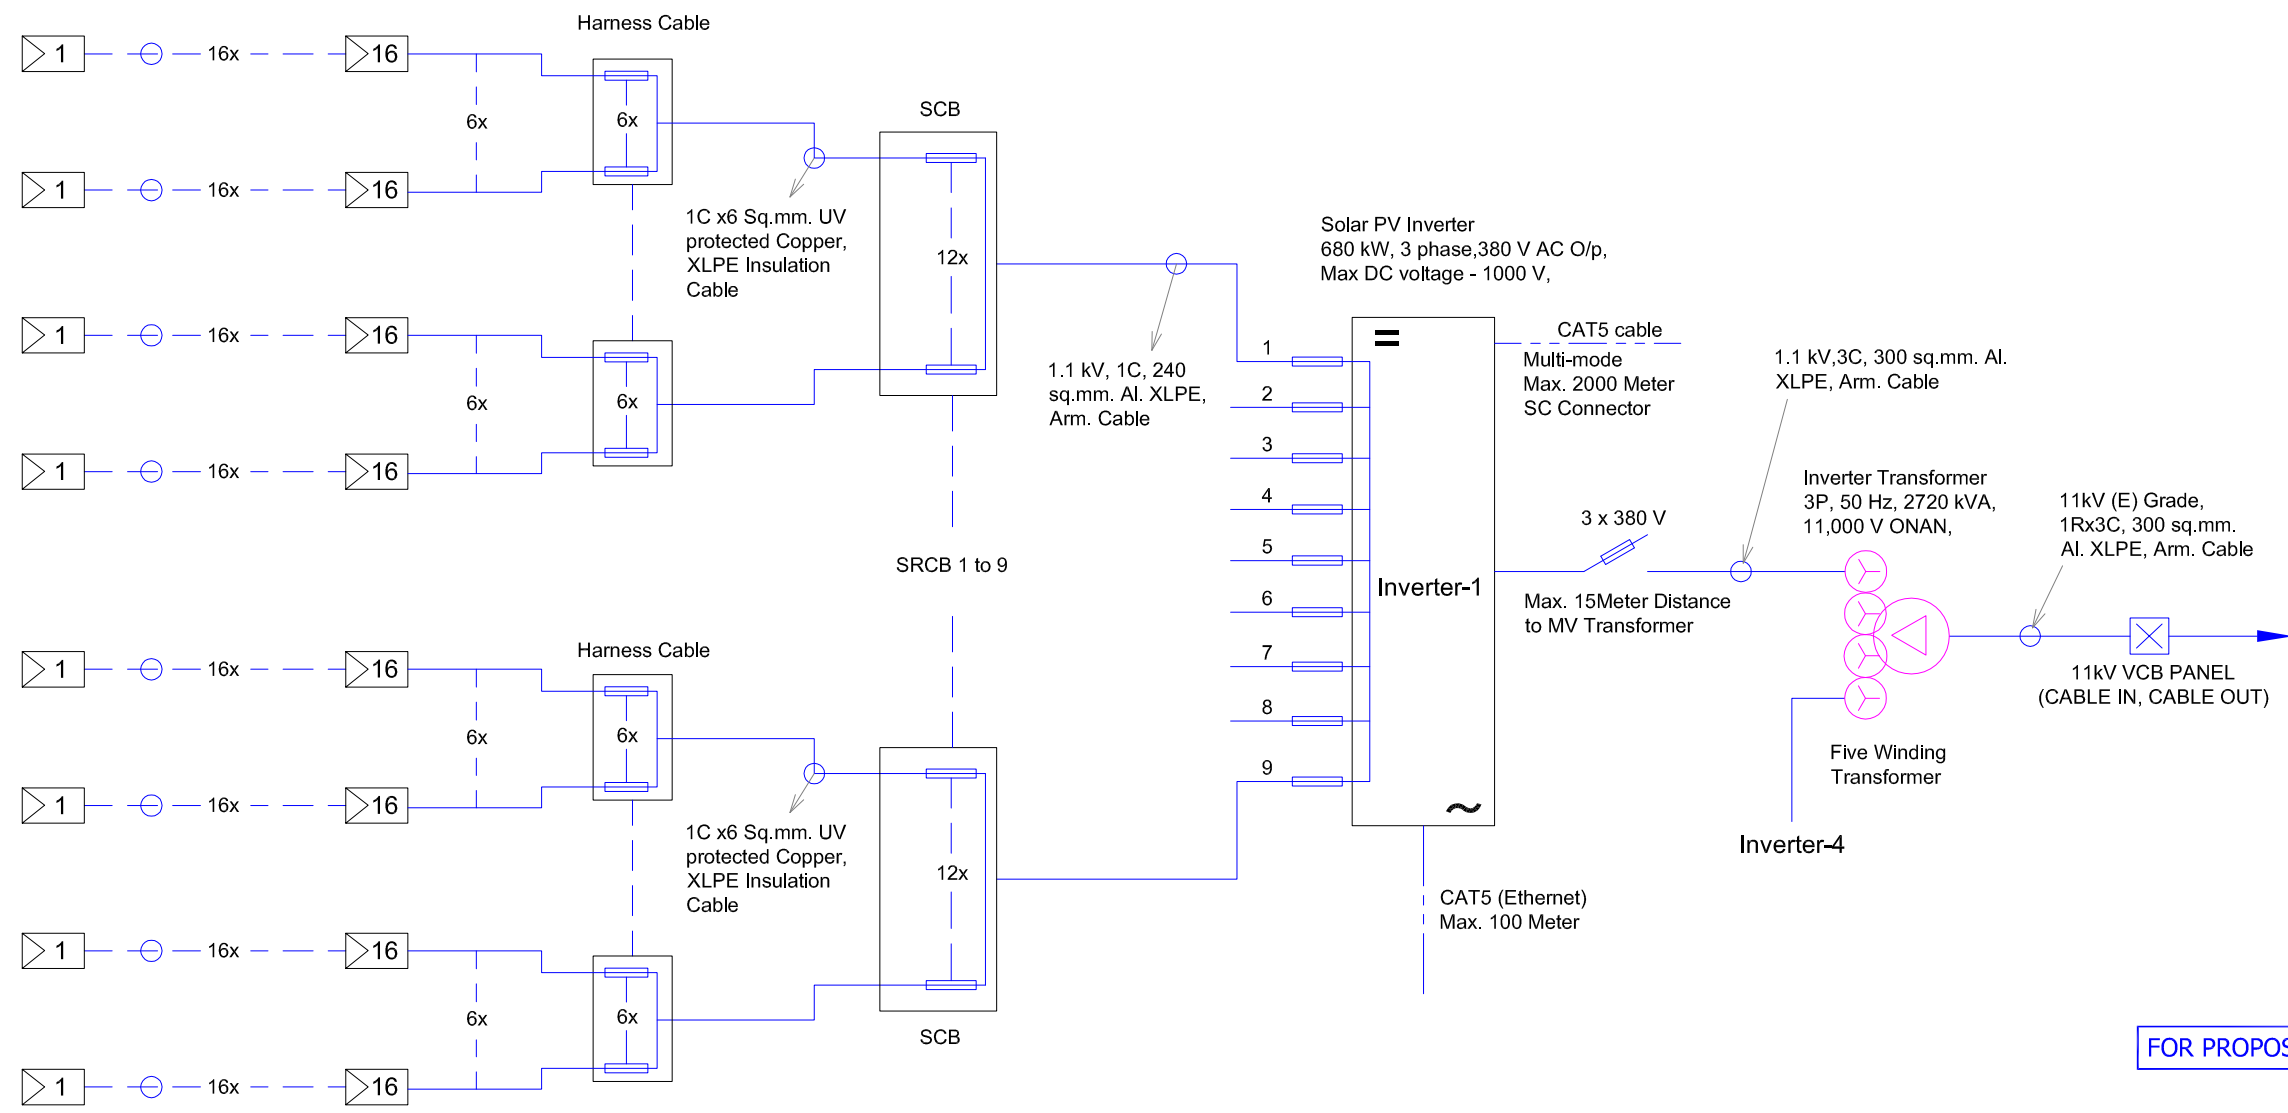 Harness Cable
1
16x
16
6x
6x
1
16x
16
1
16x
16
6x
6x
1
16x
16
1C x6 Sq.mm. UV
protected Copper,
XLPE Insulation
Cable
SCB
12x
SRCB 1 to 9
1.1 kV, 1C, 240
sq.mm. Al. XLPE,
Arm. Cable
Harness Cable
1
16x
16
6x
6x
1
16x
16
1
16x
16
6x
6x
1
16x
16
1C x6 Sq.mm. UV
protected Copper,
XLPE Insulation
Cable
12x
SCB
Solar PV Inverter
680 kW, 3 phase,380 V AC O/p,
Max DC voltage - 1000 V,
1
2
3
4
5
6
7
8
9
Inverter-1
CAT5 cable
Multi-mode
Max. 2000 Meter
SC Connector
3 x 380 V
Max. 15Meter Distance
to MV Transformer
CAT5 (Ethernet)
Max. 100 Meter
1.1 kV,3C, 300 sq.mm. Al.
XLPE, Arm. Cable
Inverter Transformer
3P, 50 Hz, 2720 kVA,
11,000 V ONAN,
11kV (E) Grade,
1Rx3C, 300 sq.mm.
Al. XLPE, Arm. Cable
11kV VCB PANEL
(CABLE IN, CABLE OUT)
Five Winding
Transformer
Inverter-4
FOR PROPOS